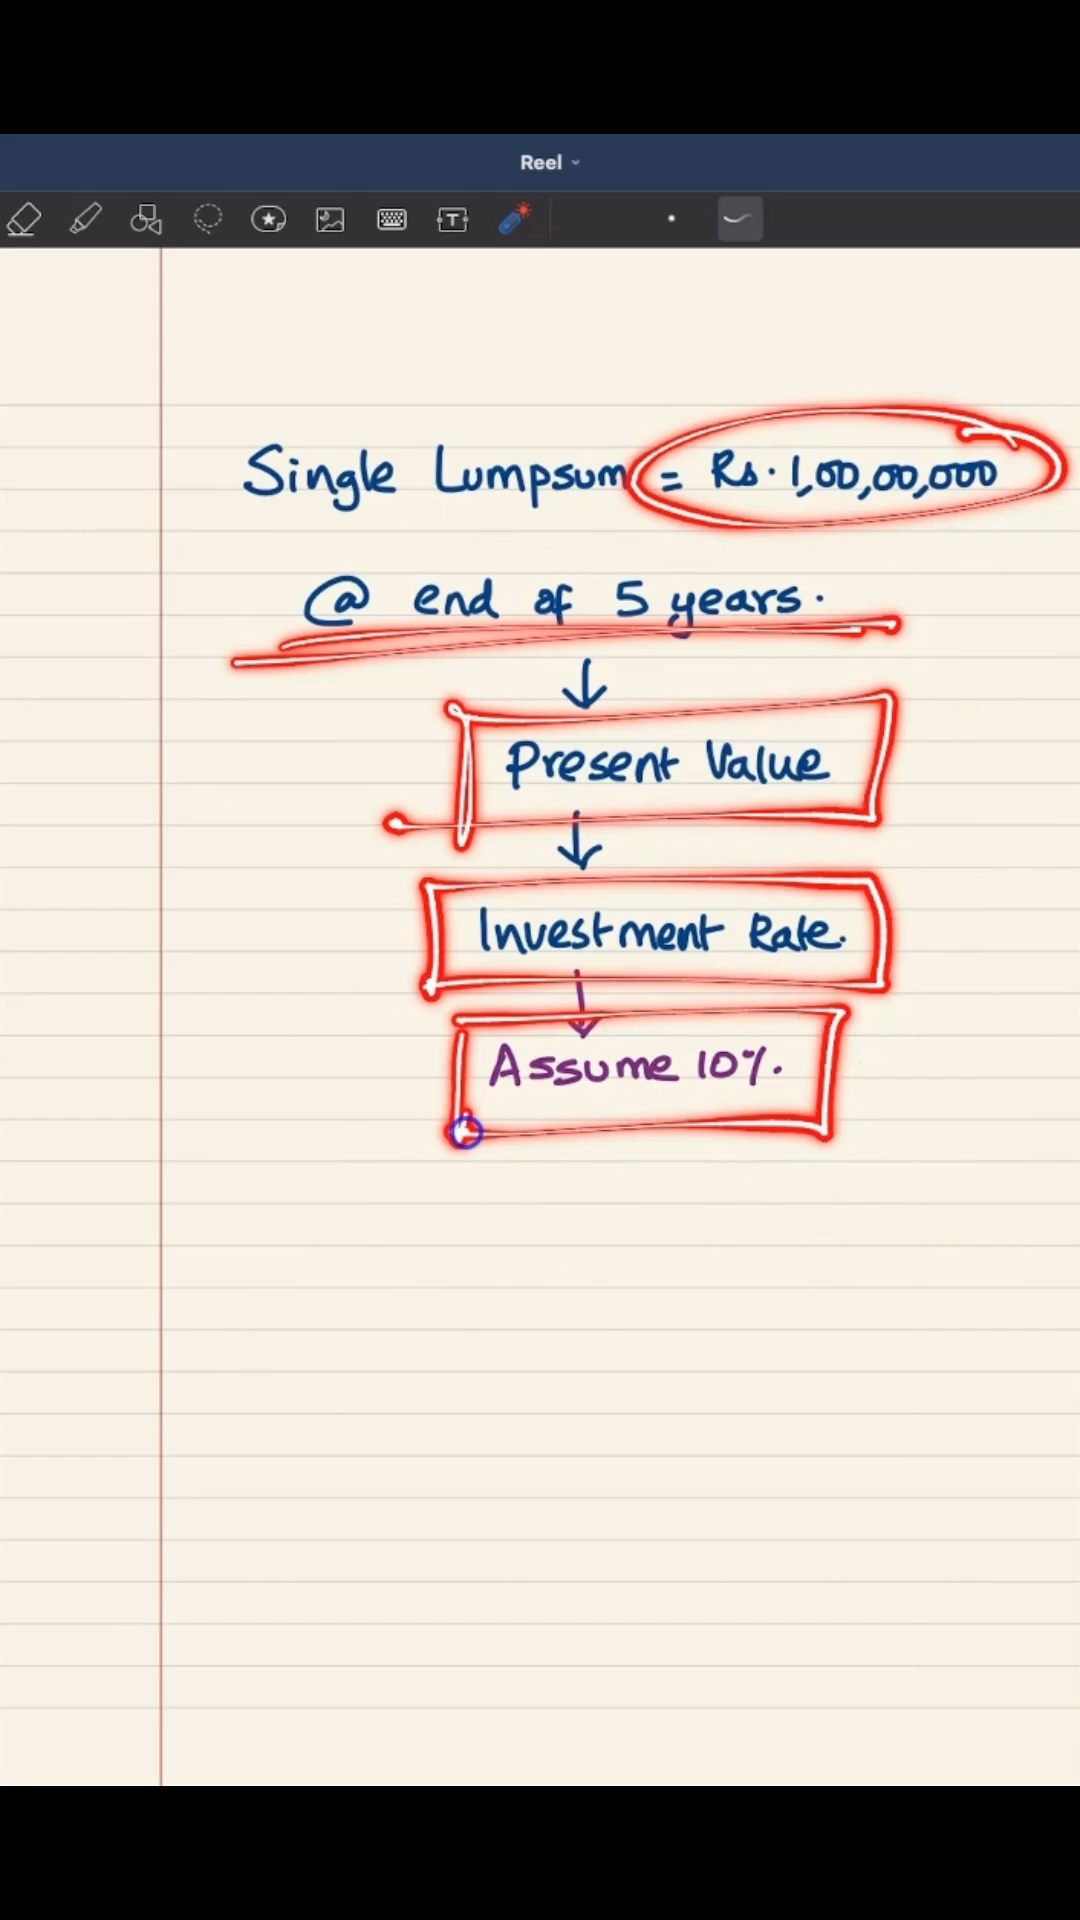 Reel
T
Single Lumpsum = Rs. 1,00,00,000
@ end of 5 years.
Present Value
Investment Rate.
Assume 10%.